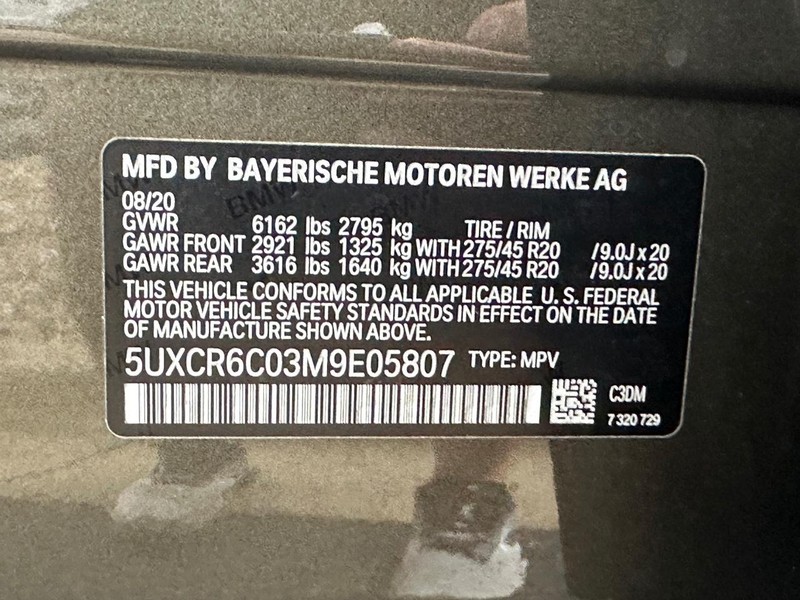 MFD BY BAYERISCHE MOTOREN WERKE AG
08/20
GVWR 6162 lbs 2795 kg TIRE / RIM
GAWR FRONT 2921 lbs 1325 kg WITH 275/45 R20 /9.0J x 20
GAWR REAR 3616 lbs 1640 kg WITH 275/45 R20 /9.0J x 20
THIS VEHICLE CONFORMS TO ALL APPLICABLE U. S. FEDERAL
MOTOR VEHICLE SAFETY STANDARDS IN EFFECT ON THE DATE
OF MANUFACTURE SHOWN ABOVE.
5UXCR6C03M9E05807 TYPE: MPV
C3DM
7 320 729
BMW